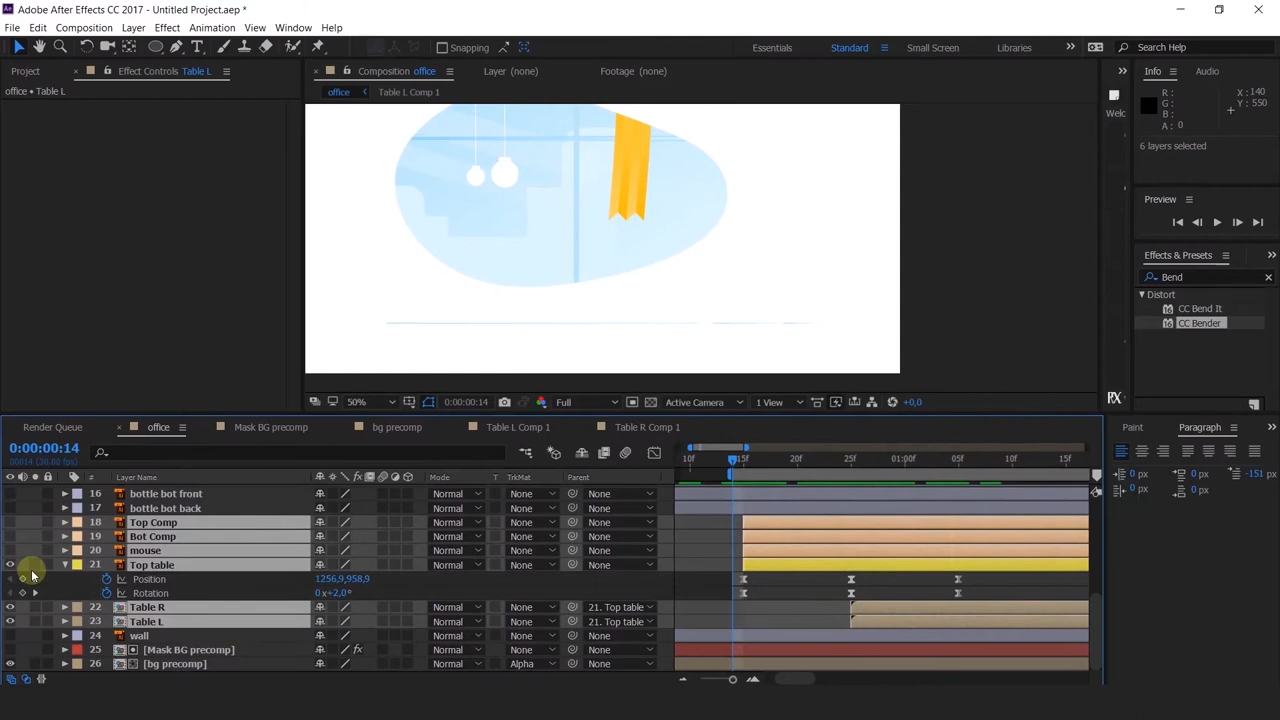 Adobe After Effects CC 2017 - Untitled Project.aep *
File Edit Composition Layer Effect Animation View Window Help
Snapping Essentials Standard Small Screen Libraries Search Help
Project Effect Controls Table L Composition office Layer (none) Footage (none) Info Audio
office • Table L office Table L Comp 1
R: X: 140
G: Y: 550
B:
A: 0
Welc
6 layers selected
Preview
Effects & Presets
Bend
Distort
CC Bend It
CC Bender
50% 0:00:00:14 Full Active Camera 1 View +0,0
Render Queue office Mask BG precomp bg precomp Table L Comp 1 Table R Comp 1 Paint Paragraph
0:00:00:14
00014 (30.00 fps)
10f 15f 20f 25f 01:00f 05f 10f 15f
0 px 0 px -151 px
0 px 0 px
# Layer Name Mode T TrkMat Parent
16 bottle bot front Normal None None
17 bottle bot back Normal None None
18 Top Comp Normal None None
19 Bot Comp Normal None None
20 mouse Normal None None
21 Top table Normal None None
Position 1256,9,958,9
Rotation 0x+2,0°
22 Table R Normal None 21. Top table
23 Table L Normal None 21. Top table
24 wall Normal None None
25 [Mask BG precomp] Normal None None
26 [bg precomp] Normal Alpha None